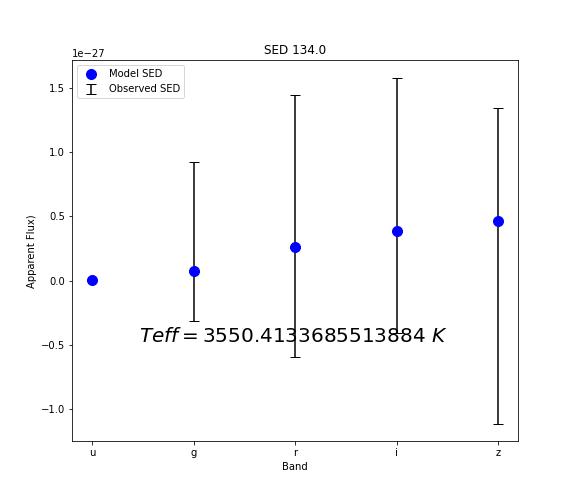 SED 134.0
1e−27
Model SED
Observed SED
1.5
1.0
0.5
0.0
−0.5
−1.0
Apparent Flux)
Teff = 3550.4133685513884 K
u g r i z
Band